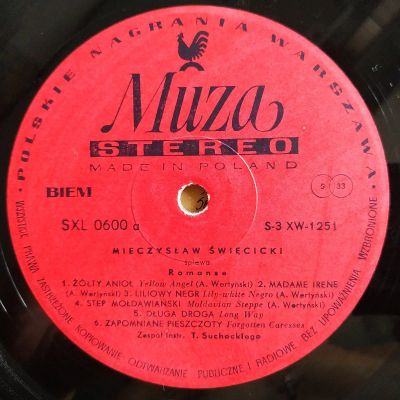 · POLSKIE NAGRANIA WARSZAWA ·
Muza
STEREO
MADE IN POLAND
BIEM
S 33
SXL 0600 a
S-3 XW-1251
MIECZYSŁAW ŚWIĘCICKI
śpiewa
Romanse
1. ŻÓŁTY ANIOŁ Yellow Angel (A. Wertyński) 2. MADAME IRENE
(A. Wertyński) 3. LILIOWY NEGR Lily-white Negro (A. Wertyński)
4. STEP MOŁDAWIAŃSKI Moldavian Steppe (A. Wertyński)
5. DŁUGA DROGA Long Way
6. ZAPOMNIANE PIESZCZOTY Forgotten Caresses
Zespół Instr. T. Suchockiego
WSZYSTKIE PRAWA ZASTRZEŻONE KOPIOWANIE ODTWARZANIE PUBLICZNE I RADIOWE BEZ UPOWAŻNIENIA WZBRONIONE